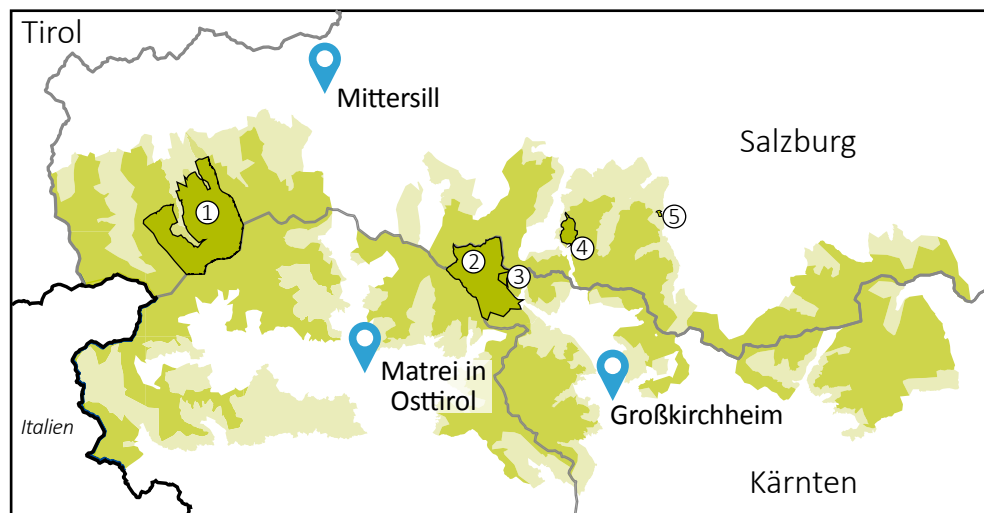 Tirol
Mittersill
Salzburg
1
5
2
4
3
Matrei in
Osttirol
Großkirchheim
Italien
Kärnten